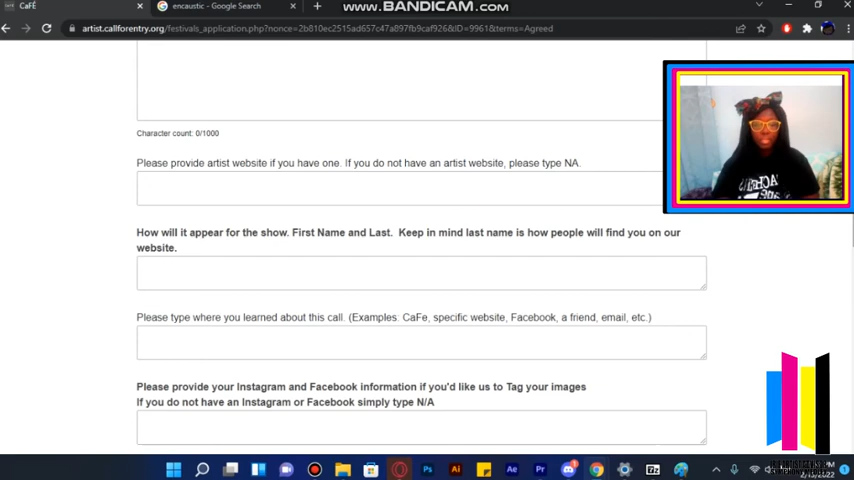 CaFÉ
encaustic - Google Search
WWW.BANDICAM.COM
artist.callforentry.org/festivals_application.php?nonce=2b810ec2515ad657c47a897fb9caf926&ID=9961&terms=Agreed
Character count: 0/1000
Please provide artist website if you have one. If you do not have an artist website, please type NA.
How will it appear for the show. First Name and Last. Keep in mind last name is how people will find you on our
website.
Please type where you learned about this call. (Examples: CaFe, specific website, Facebook, a friend, email, etc.)
Please provide your Instagram and Facebook information if you'd like us to Tag your images
If you do not have an Instagram or Facebook simply type N/A